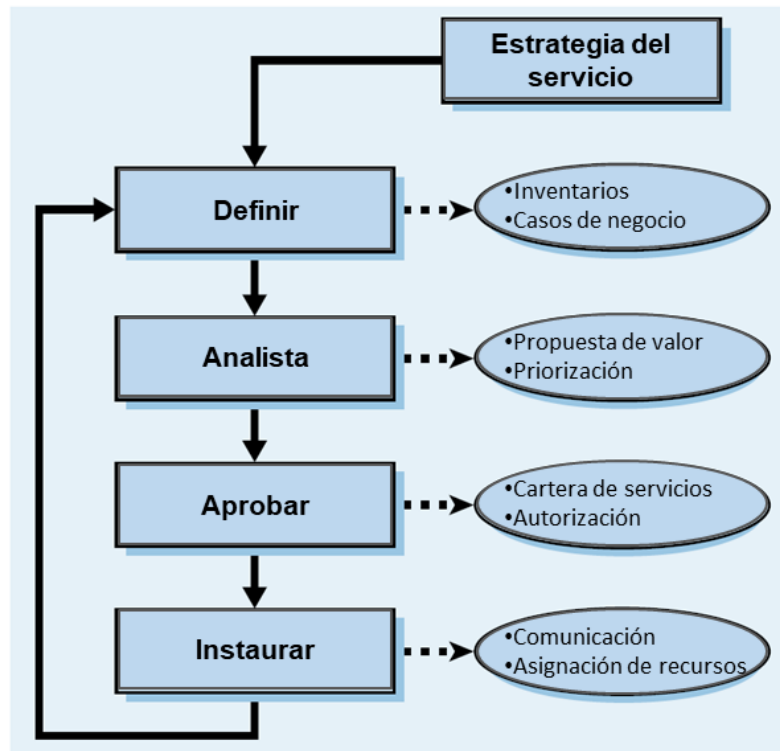 Estrategia del
servicio
Definir
•Inventarios
•Casos de negocio
Analista
•Propuesta de valor
•Priorización
Aprobar
•Cartera de servicios
•Autorización
Instaurar
•Comunicación
•Asignación de recursos